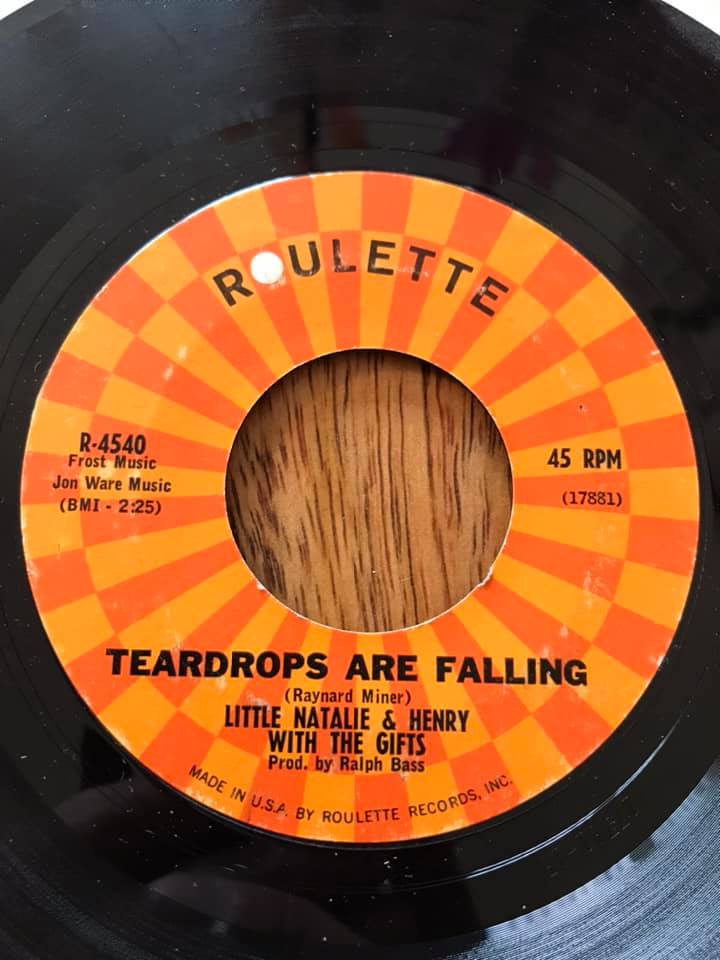 ROULETTE
R-4540
Frost Music
Jon Ware Music
(BMI - 2:25)
45 RPM
(17881)
TEARDROPS ARE FALLING
(Raynard Miner)
LITTLE NATALIE & HENRY
WITH THE GIFTS
Prod. by Ralph Bass
MADE IN U.S.A. BY ROULETTE RECORDS, INC.